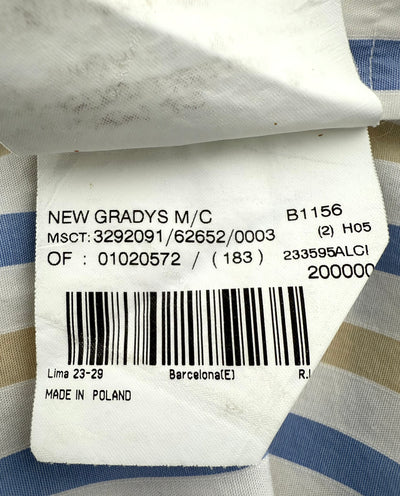 NEW GRADYS M/C B1156
MSCT: 3292091/62652/0003 (2) H05
OF : 01020572 / (183) 233595ALCI
200000
Lima 23-29 Barcelona(E)
MADE IN POLAND